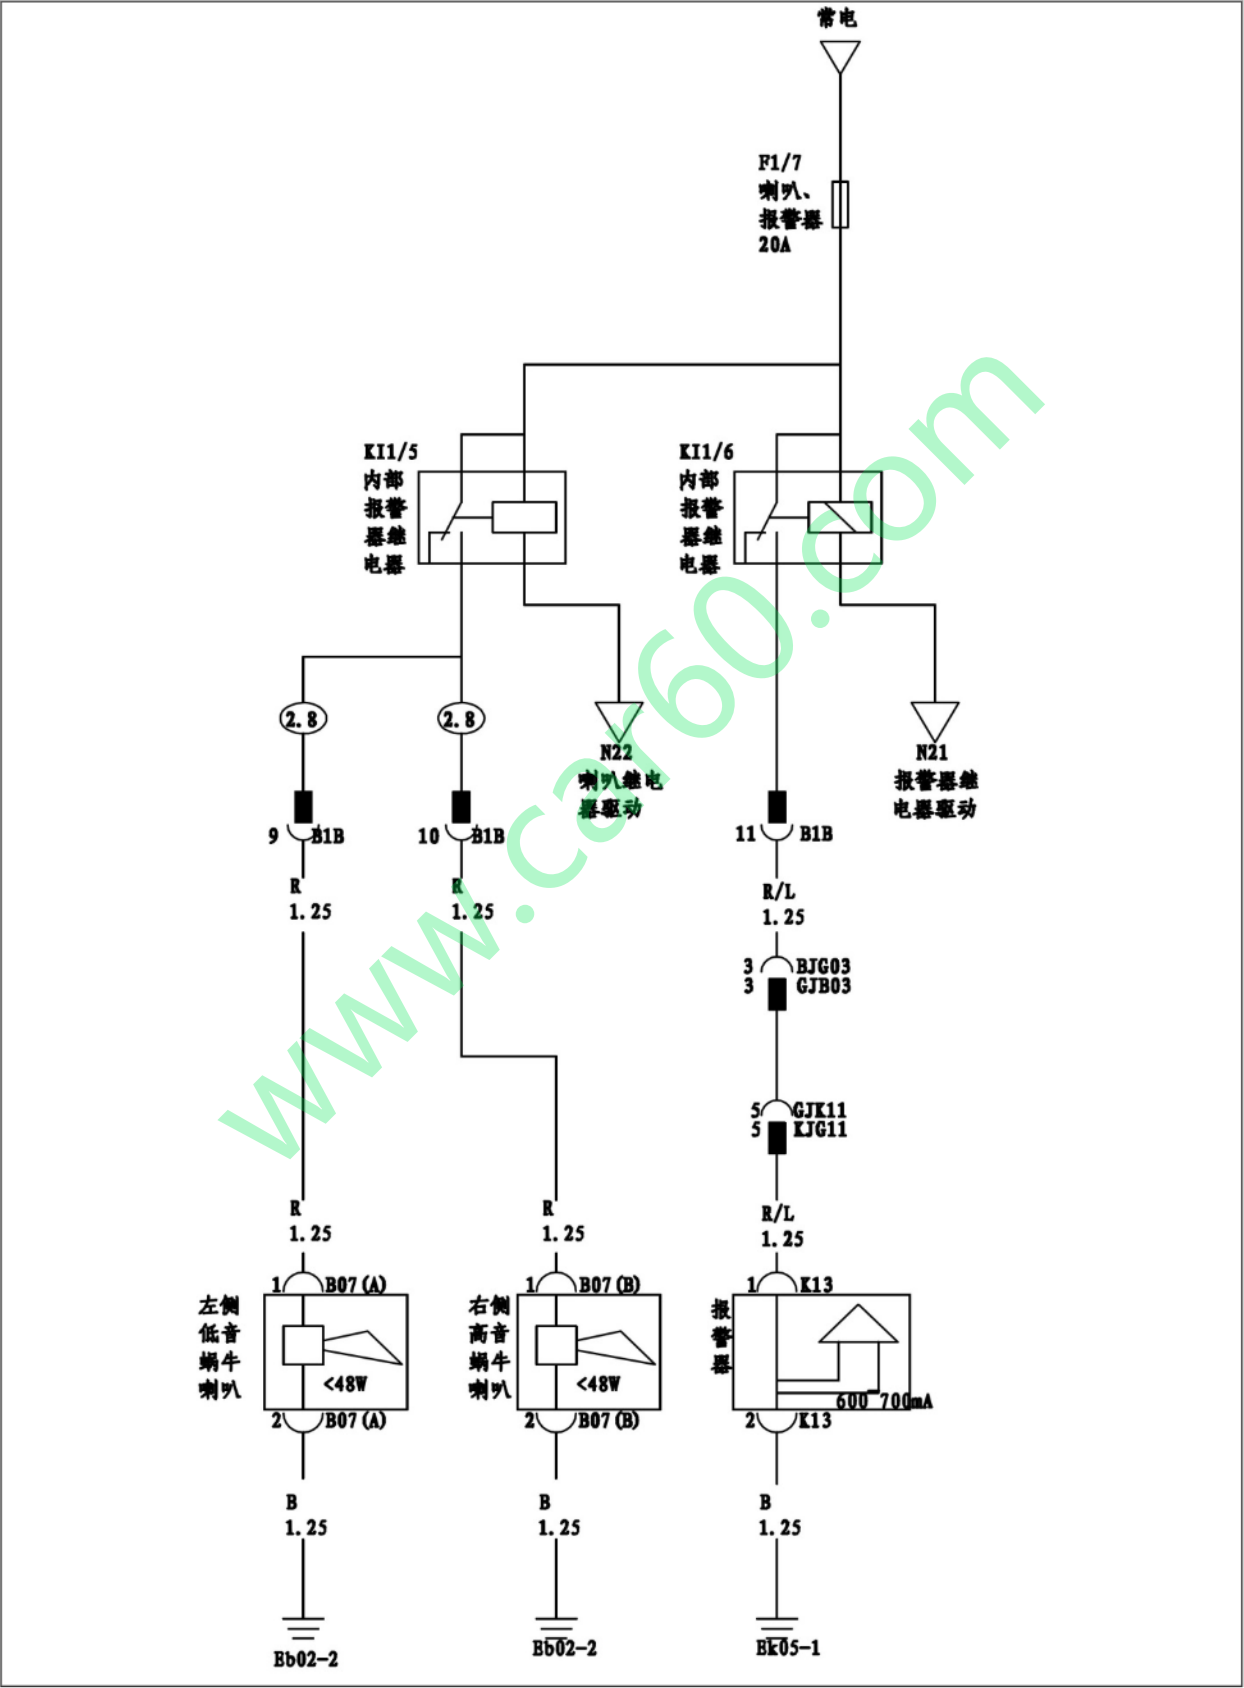 常电
F1/7
喇叭、
报警器
20A
KI1/5
内部
报警
器继
电器
KI1/6
内部
报警
器继
电器
2.8
2.8
N22
喇叭继电
器驱动
N21
报警器继
电器驱动
9 B1B
10 B1B
11 B1B
R
1.25
R
1.25
R/L
1.25
3 BJG03
3 GJB03
5 GJK11
5 KJG11
R
1.25
R
1.25
R/L
1.25
1 B07(A)
左侧
低音
蜗牛
喇叭
<48W
2 B07(A)
1 B07(B)
右侧
高音
蜗牛
喇叭
<48W
2 B07(B)
1 K13
报
警
器
600~700mA
2 K13
B
1.25
B
1.25
B
1.25
Eb02-2
Eb02-2
Ek05-1
www.car60.com